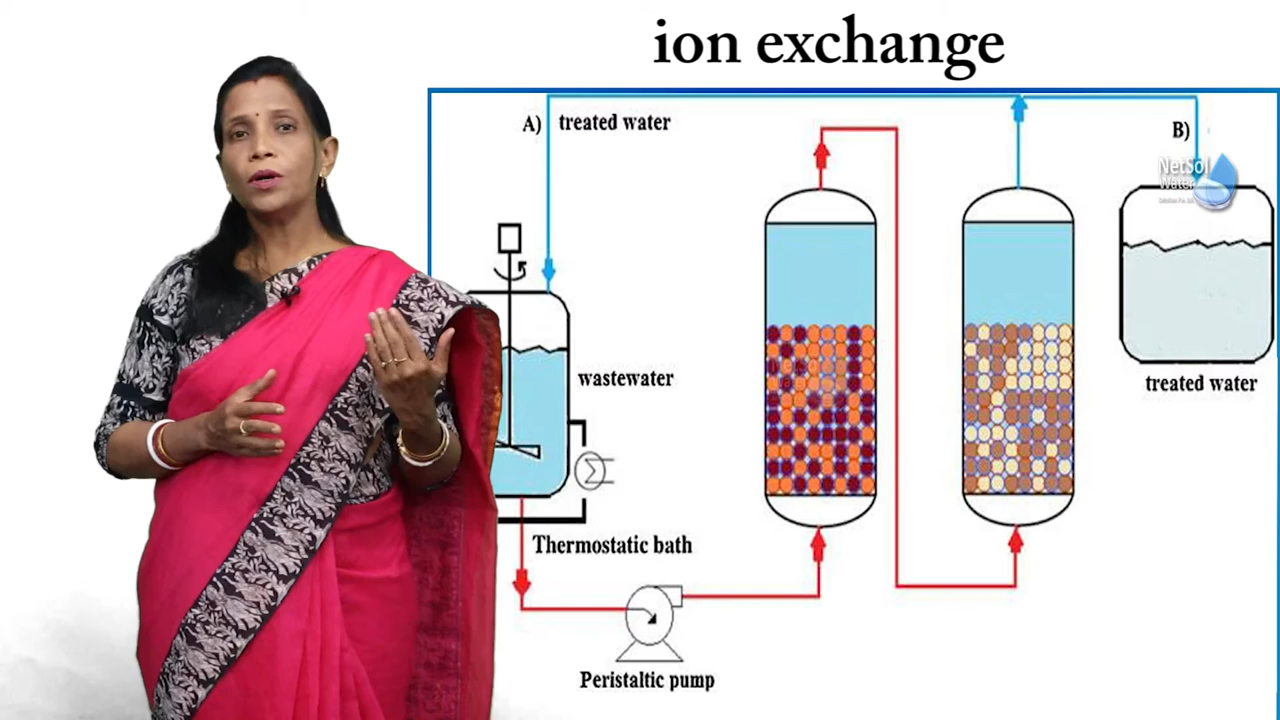 ion exchange
A) treated water
B)
NetSol
Water
wastewater
treated water
Thermostatic bath
Peristaltic pump